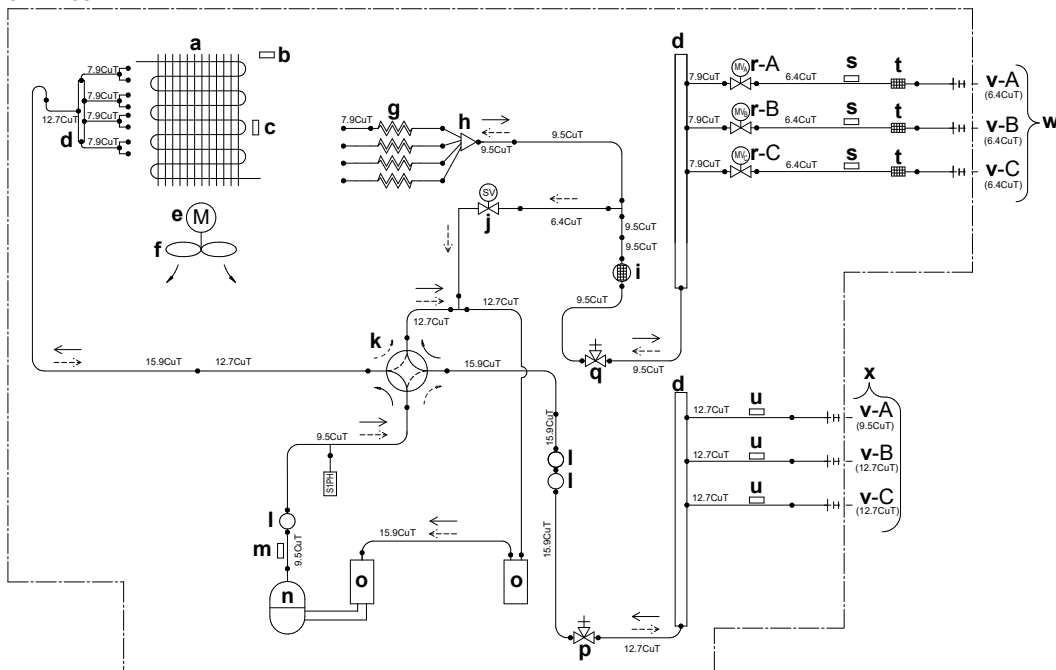 a
b
7.9CuT
7.9CuT
7.9CuT
7.9CuT
12.7CuT
d
c
e M
f
g
7.9CuT
h
9.5CuT
9.5CuT
SV
j
6.4CuT
9.5CuT
9.5CuT
i
9.5CuT
q
9.5CuT
d
7.9CuT MVA r-A 6.4CuT s t v-A
(6.4CuT)
7.9CuT MVB r-B 6.4CuT s t v-B
(6.4CuT)
7.9CuT MVC r-C 6.4CuT s t v-C
(6.4CuT)
w
12.7CuT
12.7CuT
k
15.9CuT 12.7CuT
15.9CuT
9.5CuT
S1PH
l
m
9.5CuT
n
15.9CuT
o
o
15.9CuT
l
l
15.9CuT
p
12.7CuT
d
x
12.7CuT u v-A
(9.5CuT)
12.7CuT u v-B
(12.7CuT)
12.7CuT u v-C
(12.7CuT)